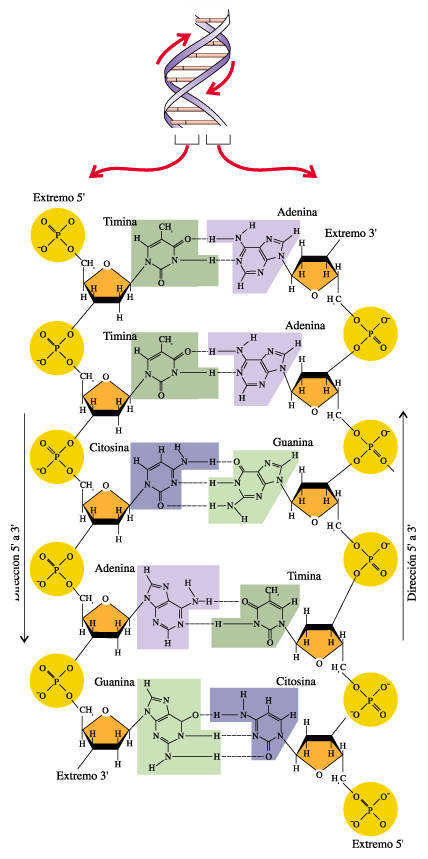 Extremo 5'
Timina
Adenina
Extremo 3'
Timina
Adenina
Citosina
Guanina
Dirección 5' a 3'
Dirección 5' a 3'
Adenina
Timina
Guanina
Citosina
Extremo 3'
Extremo 5'